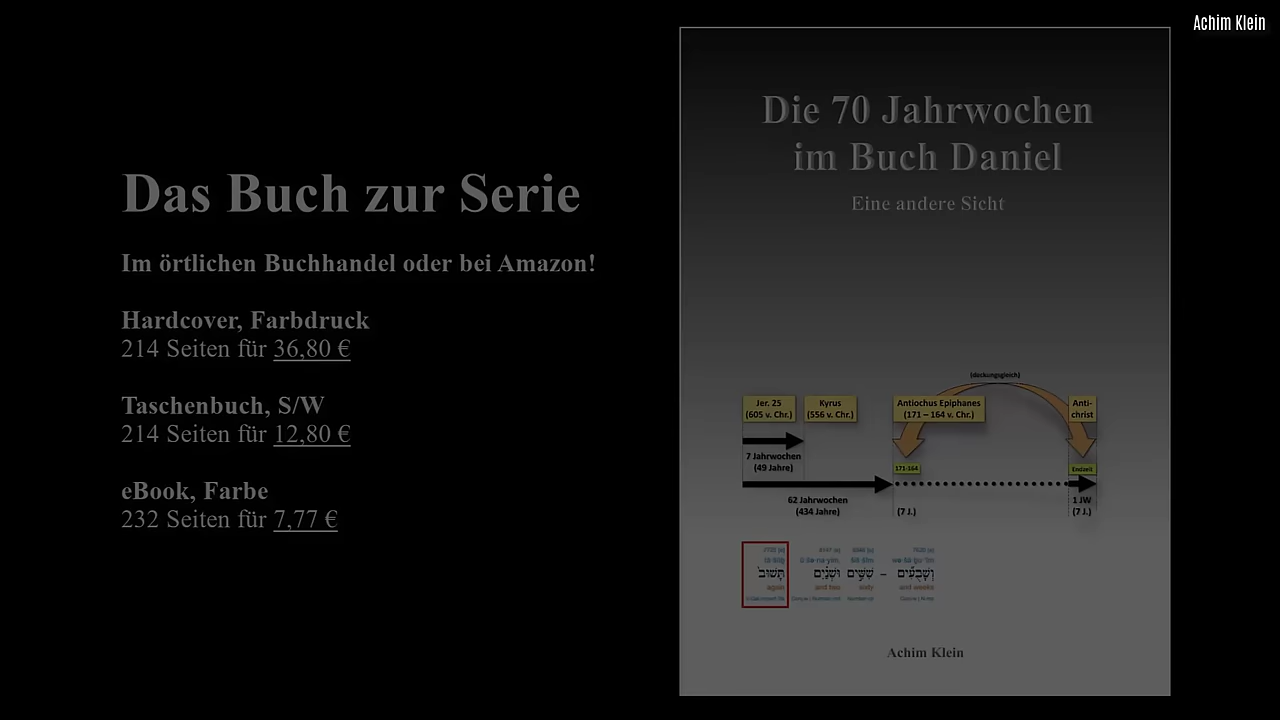 Achim Klein
Das Buch zur Serie
Im örtlichen Buchhandel oder bei Amazon!
Hardcover, Farbdruck
214 Seiten für 36,80 €
Taschenbuch, S/W
214 Seiten für 12,80 €
eBook, Farbe
232 Seiten für 7,77 €
Die 70 Jahrwochen
im Buch Daniel
Eine andere Sicht
(deckungsgleich)
Jer. 25
(605 v. Chr.)
Kyrus
(556 v. Chr.)
Antiochus Epiphanes
(171 – 164 v. Chr.)
Anti-
christ
7 Jahrwochen
(49 Jahre)
171-164
Endzeit
62 Jahrwochen
(434 Jahre)
(7 J.)
1 JW
(7 J.)
again
and two
sixty
and weeks
Achim Klein